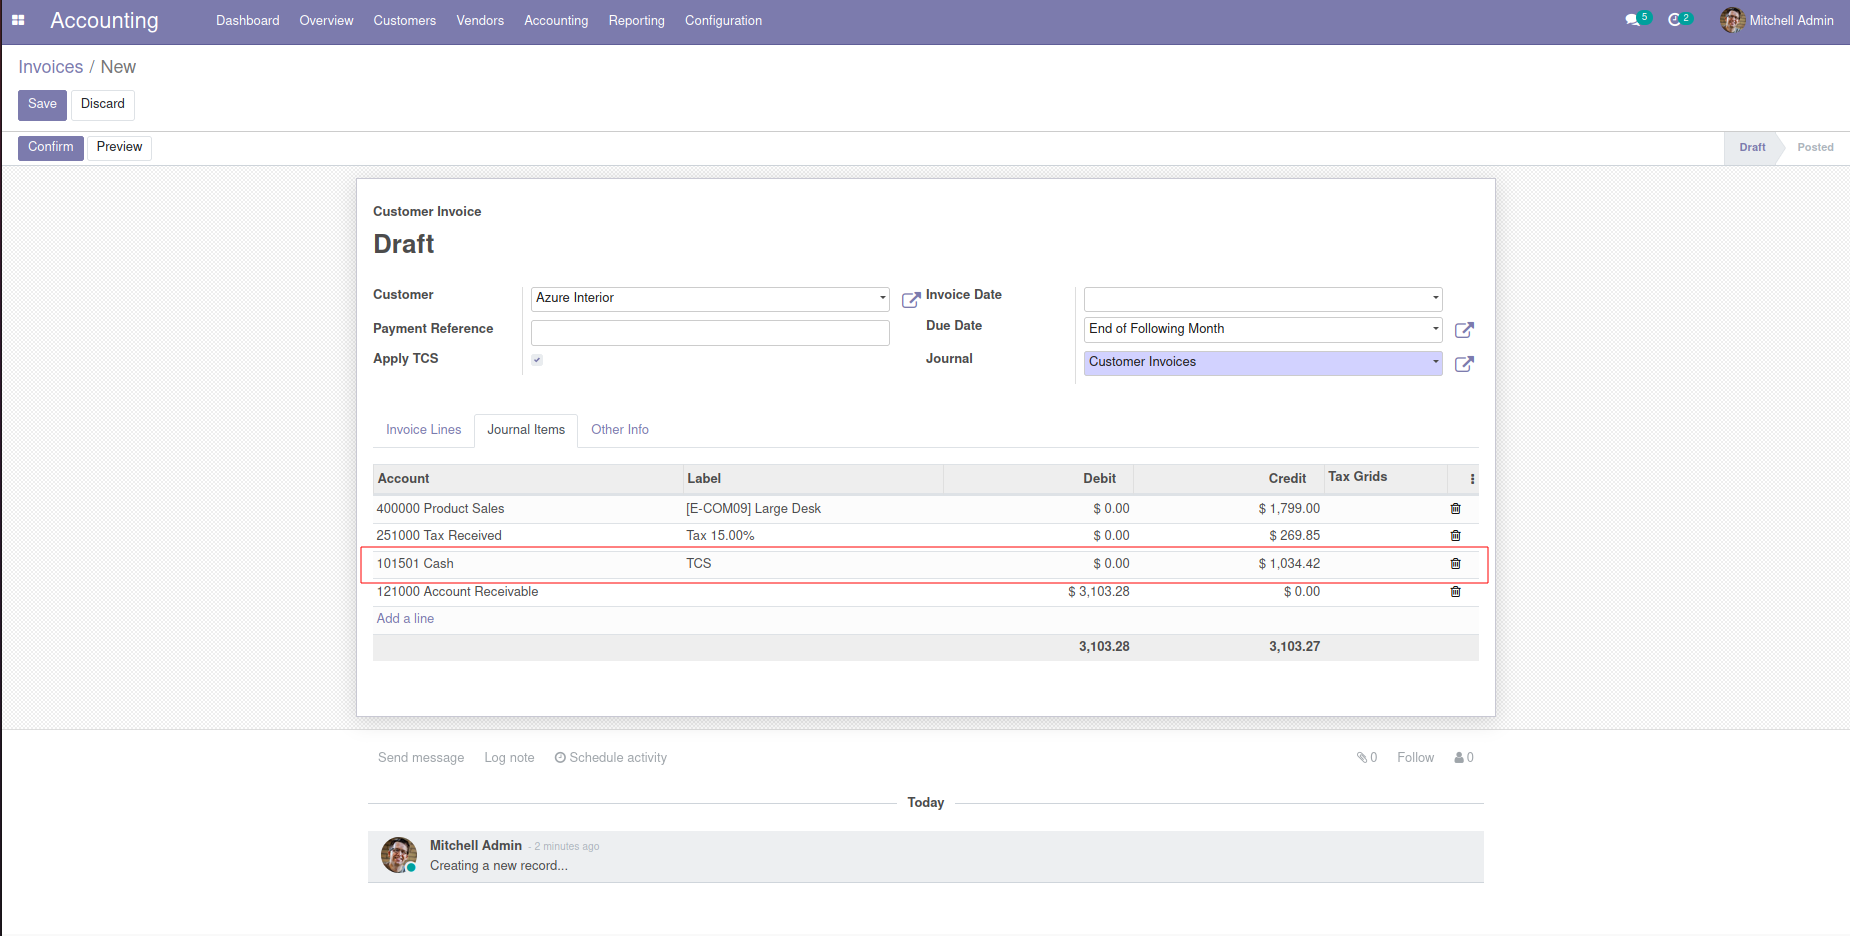 Accounting Dashboard Overview Customers Vendors Accounting Reporting Configuration 5 2 Mitchell Admin
Invoices / New
Save Discard
Confirm Preview Draft Posted
Customer Invoice
Draft
Customer Azure Interior Invoice Date
Payment Reference Due Date End of Following Month
Apply TCS Journal Customer Invoices
Invoice Lines Journal Items Other Info
Account Label Debit Credit Tax Grids
400000 Product Sales [E-COM09] Large Desk $ 0.00 $ 1,799.00
251000 Tax Received Tax 15.00% $ 0.00 $ 269.85
101501 Cash TCS $ 0.00 $ 1,034.42
121000 Account Receivable $ 3,103.28 $ 0.00
Add a line
3,103.28 3,103.27
Send message Log note Schedule activity 0 Follow 0
Today
Mitchell Admin - 2 minutes ago
Creating a new record...